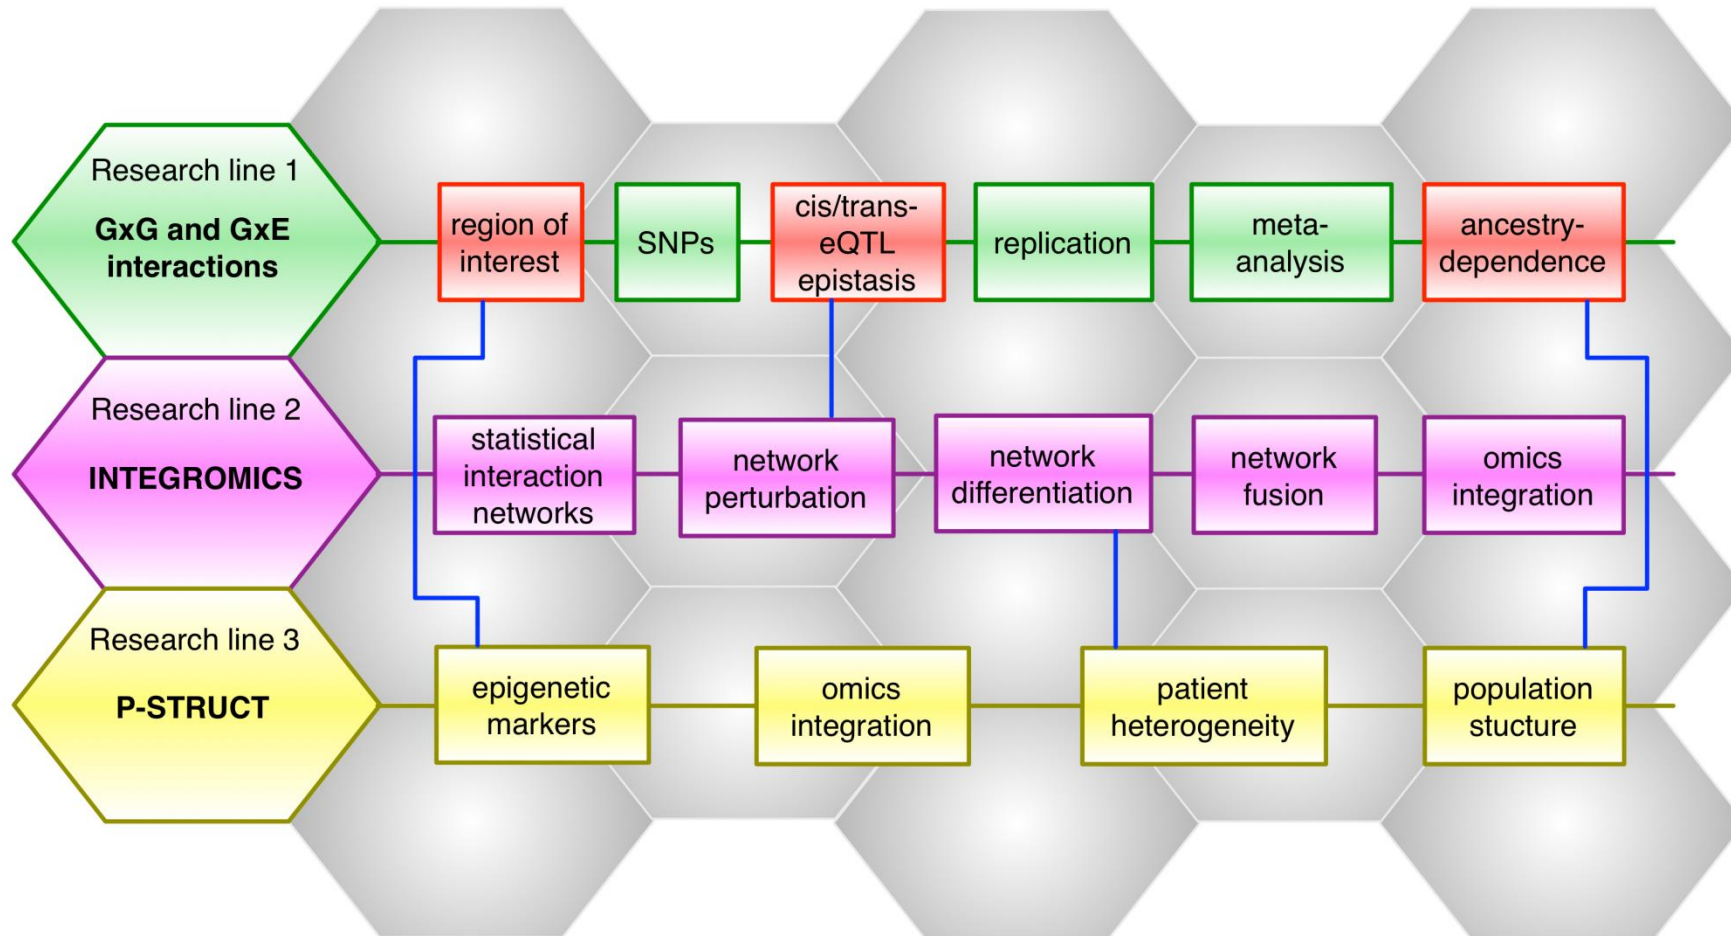 Research line 1
GxG and GxE
interactions
region of
interest
SNPs
cis/trans-
eQTL
epistasis
replication
meta-
analysis
ancestry-
dependence
Research line 2
INTEGROMICS
statistical
interaction
networks
network
perturbation
network
differentiation
network
fusion
omics
integration
Research line 3
P-STRUCT
epigenetic
markers
omics
integration
patient
heterogeneity
population
stucture